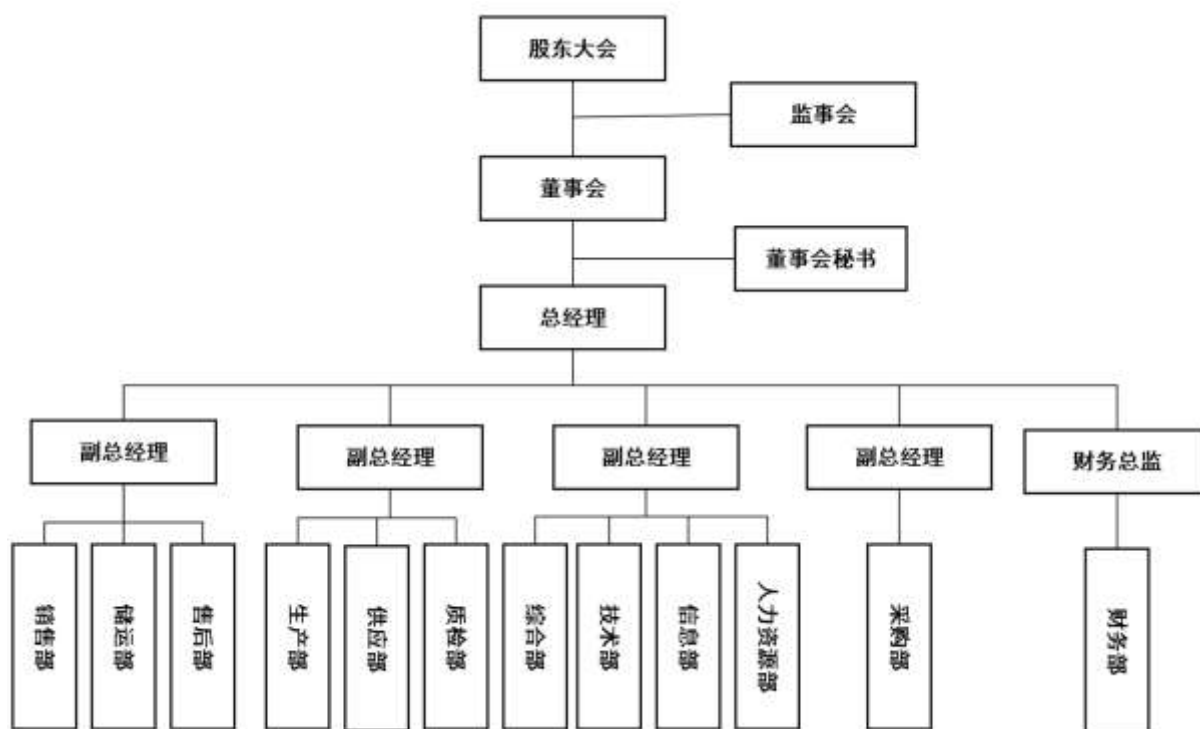 股东大会
监事会
董事会
董事会秘书
总经理
副总经理
副总经理
副总经理
副总经理
财务总监
销售部
储运部
售后部
生产部
供应部
质检部
综合部
技术部
信息部
人力资源部
采购部
财务部